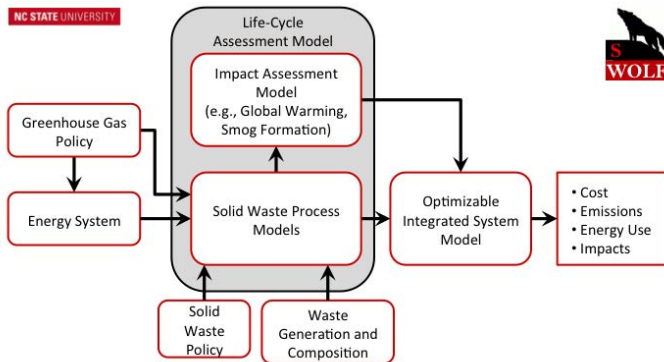 NC STATE UNIVERSITY
Life-Cycle
Assessment Model
S
WOLF
Impact Assessment
Model
(e.g., Global Warming,
Smog Formation)
Greenhouse Gas
Policy
Energy System
Solid Waste Process
Models
Optimizable
Integrated System
Model
• Cost
• Emissions
• Energy Use
• Impacts
Solid
Waste
Policy
Waste
Generation and
Composition